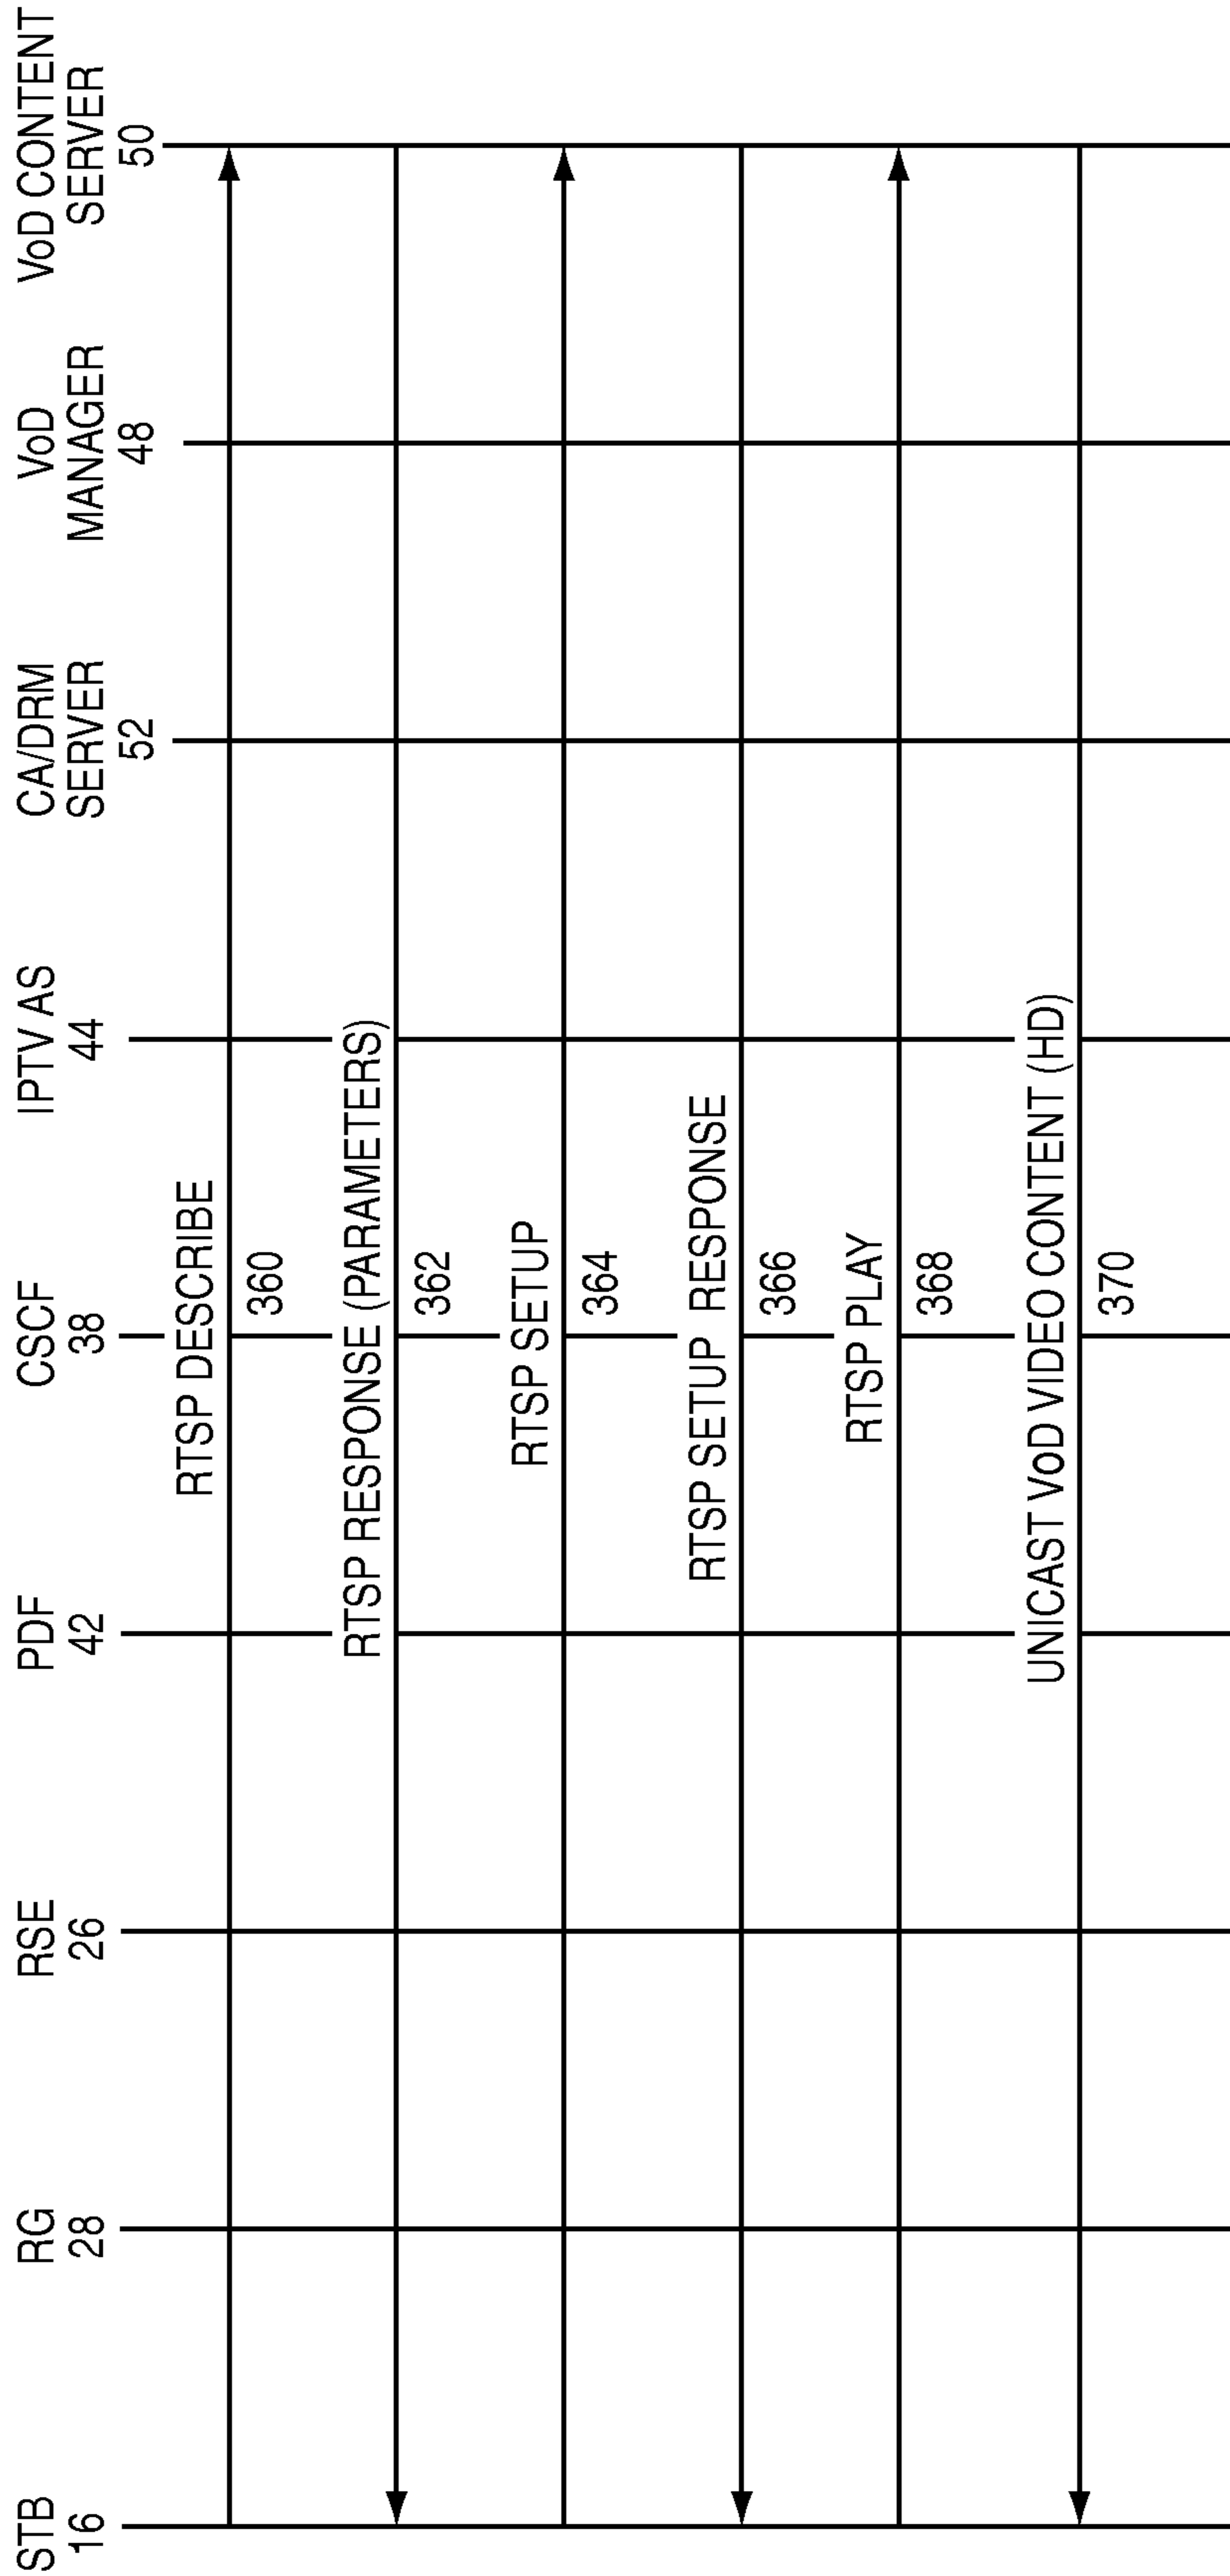 STB
16
RG
28
RSE
26
PDF
42
CSCF
38
IPTV AS
44
CA/DRM
SERVER
52
VoD
MANAGER
48
VoD CONTENT
SERVER
50
RTSP DESCRIBE
360
RTSP RESPONSE (PARAMETERS)
362
RTSP SETUP
364
RTSP SETUP RESPONSE
366
RTSP PLAY
368
UNICAST VoD VIDEO CONTENT (HD)
370